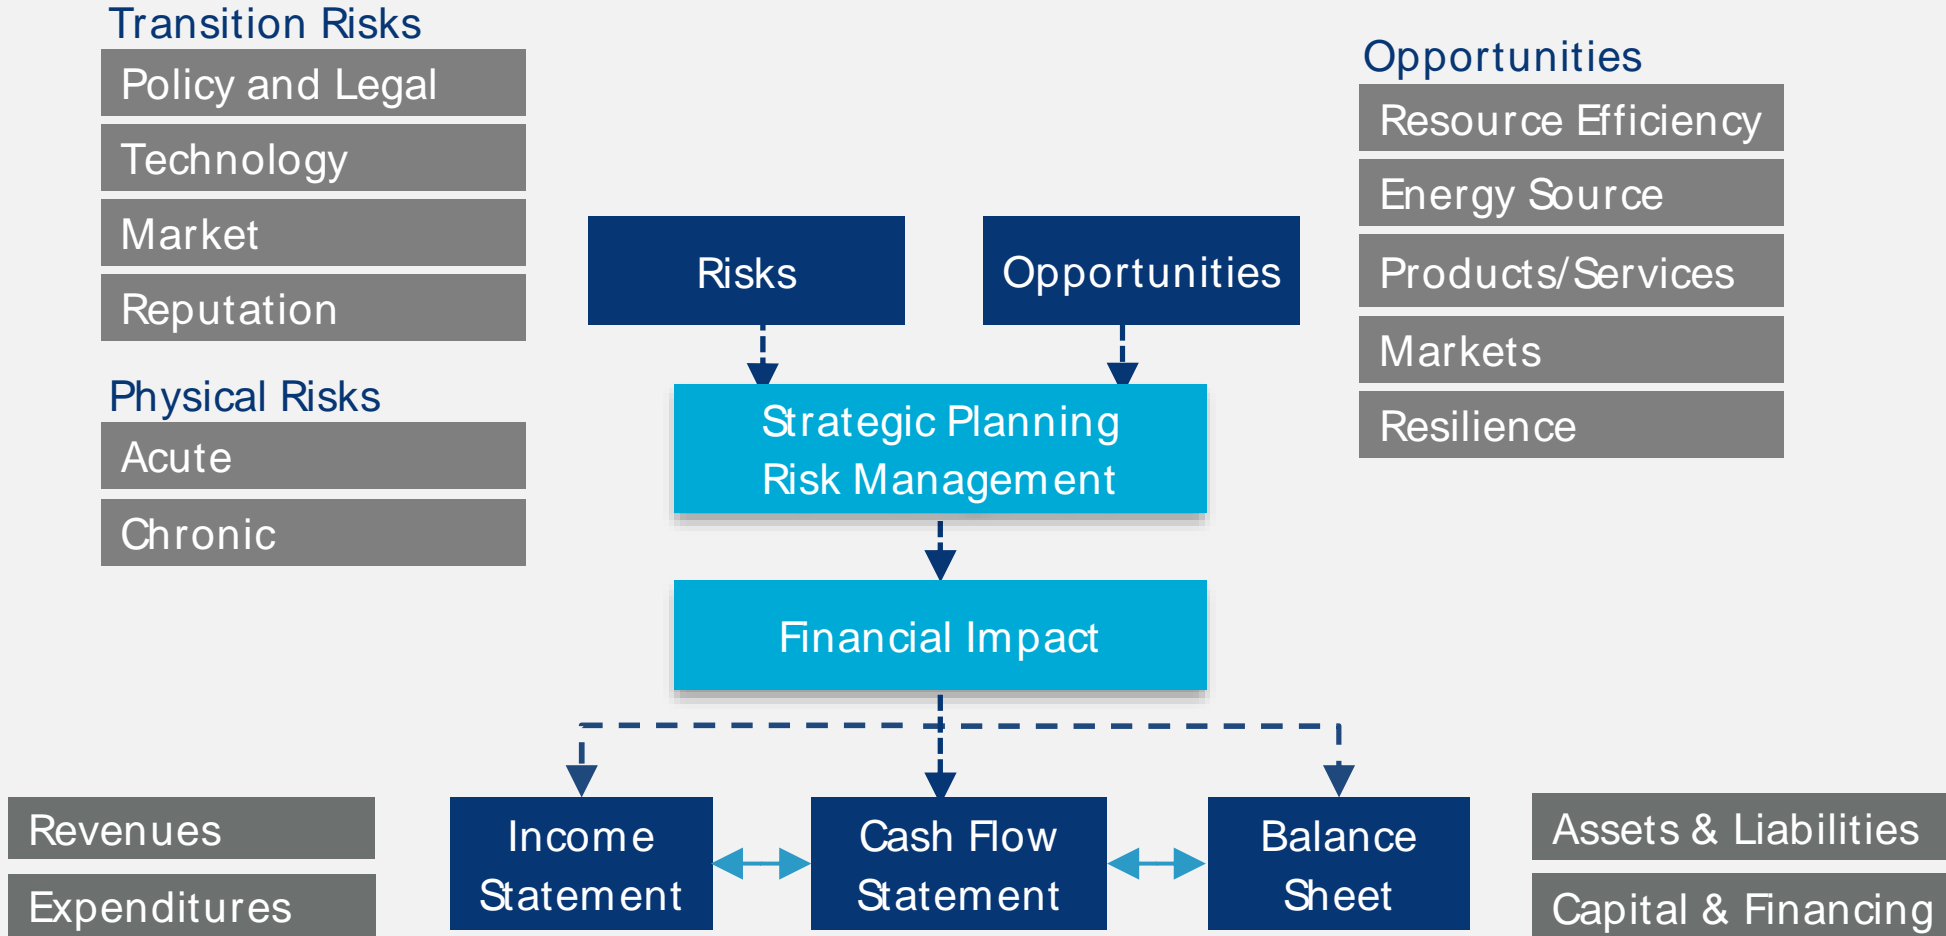 Transition Risks
Policy and Legal
Technology
Market
Reputation
Physical Risks
Acute
Chronic
Risks
Opportunities
Opportunities
Resource Efficiency
Energy Source
Products/Services
Markets
Resilience
Strategic Planning
Risk Management
Financial Impact
Revenues
Expenditures
Income
Statement
Cash Flow
Statement
Balance
Sheet
Assets & Liabilities
Capital & Financing